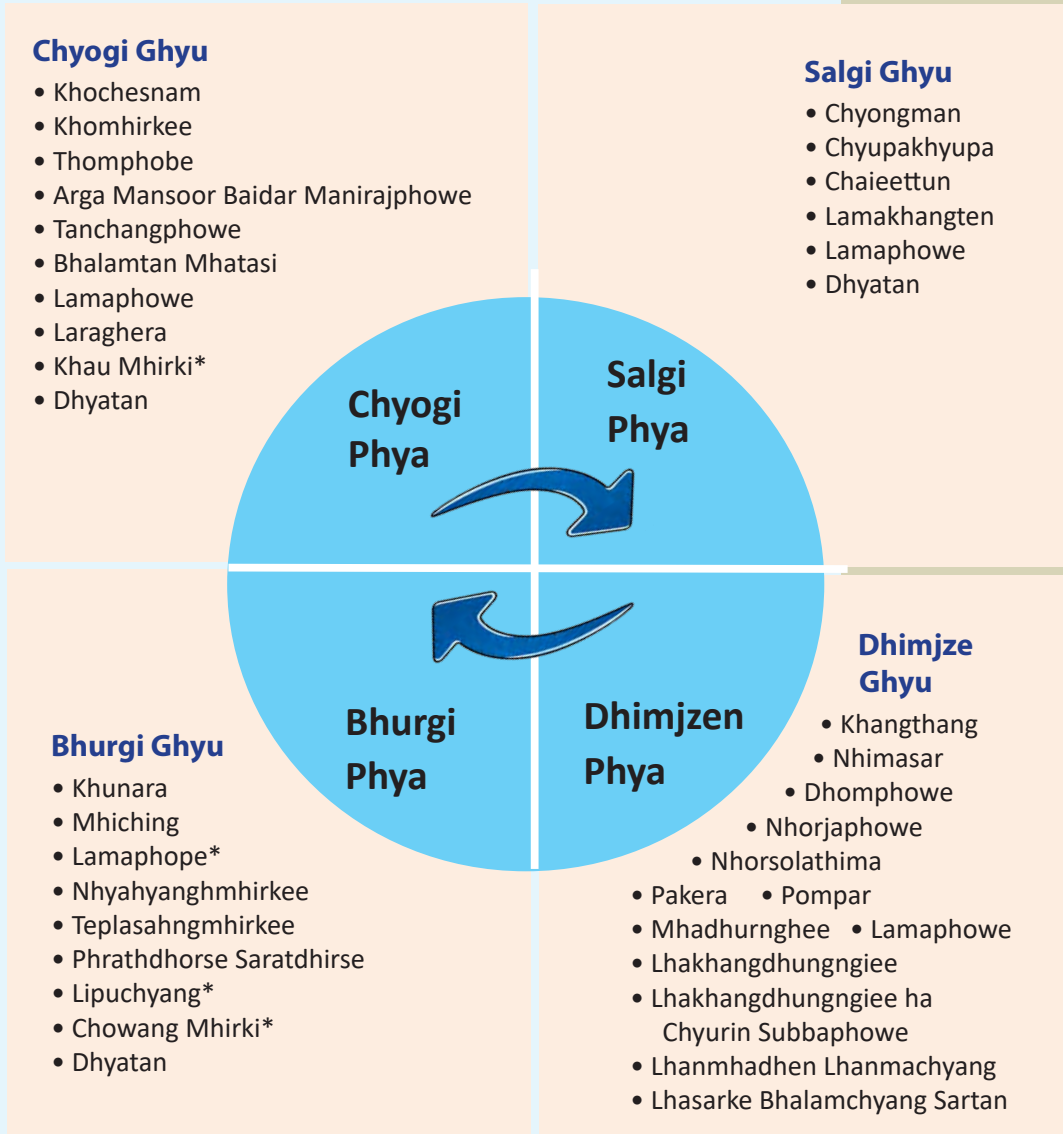 Chyogi Ghyu
• Khochesnam
• Khomhirkee
• Thomphobe
• Arga Mansoor Baidar Manirajphowe
• Tanchangphowe
• Bhalamtan Mhatasi
• Lamaphowe
• Laraghera
• Khau Mhirki*
• Dhyatan
Salgi Ghyu
• Chyongman
• Chyupakhyupa
• Chaieettun
• Lamakhangten
• Lamaphowe
• Dhyatan
Chyogi
Phya
Salgi
Phya
Bhurgi
Phya
Dhimjzen
Phya
Bhurgi Ghyu
• Khunara
• Mhiching
• Lamaphope*
• Nhyahyanghmhirkee
• Teplasahngmhirkee
• Phrathdhorse Saratdhirse
• Lipuchyang*
• Chowang Mhirki*
• Dhyatan
Dhimjze
Ghyu
• Khangthang
• Nhimasar
• Dhomphowe
• Nhorjaphowe
• Nhorsolathima
• Pakera • Pompar
• Mhadhurnghee • Lamaphowe
• Lhakhangdhungngiee
• Lhakhangdhungngiee ha
Chyurin Subbaphowe
• Lhanmhadhen Lhanmachyang
• Lhasarke Bhalamchyang Sartan